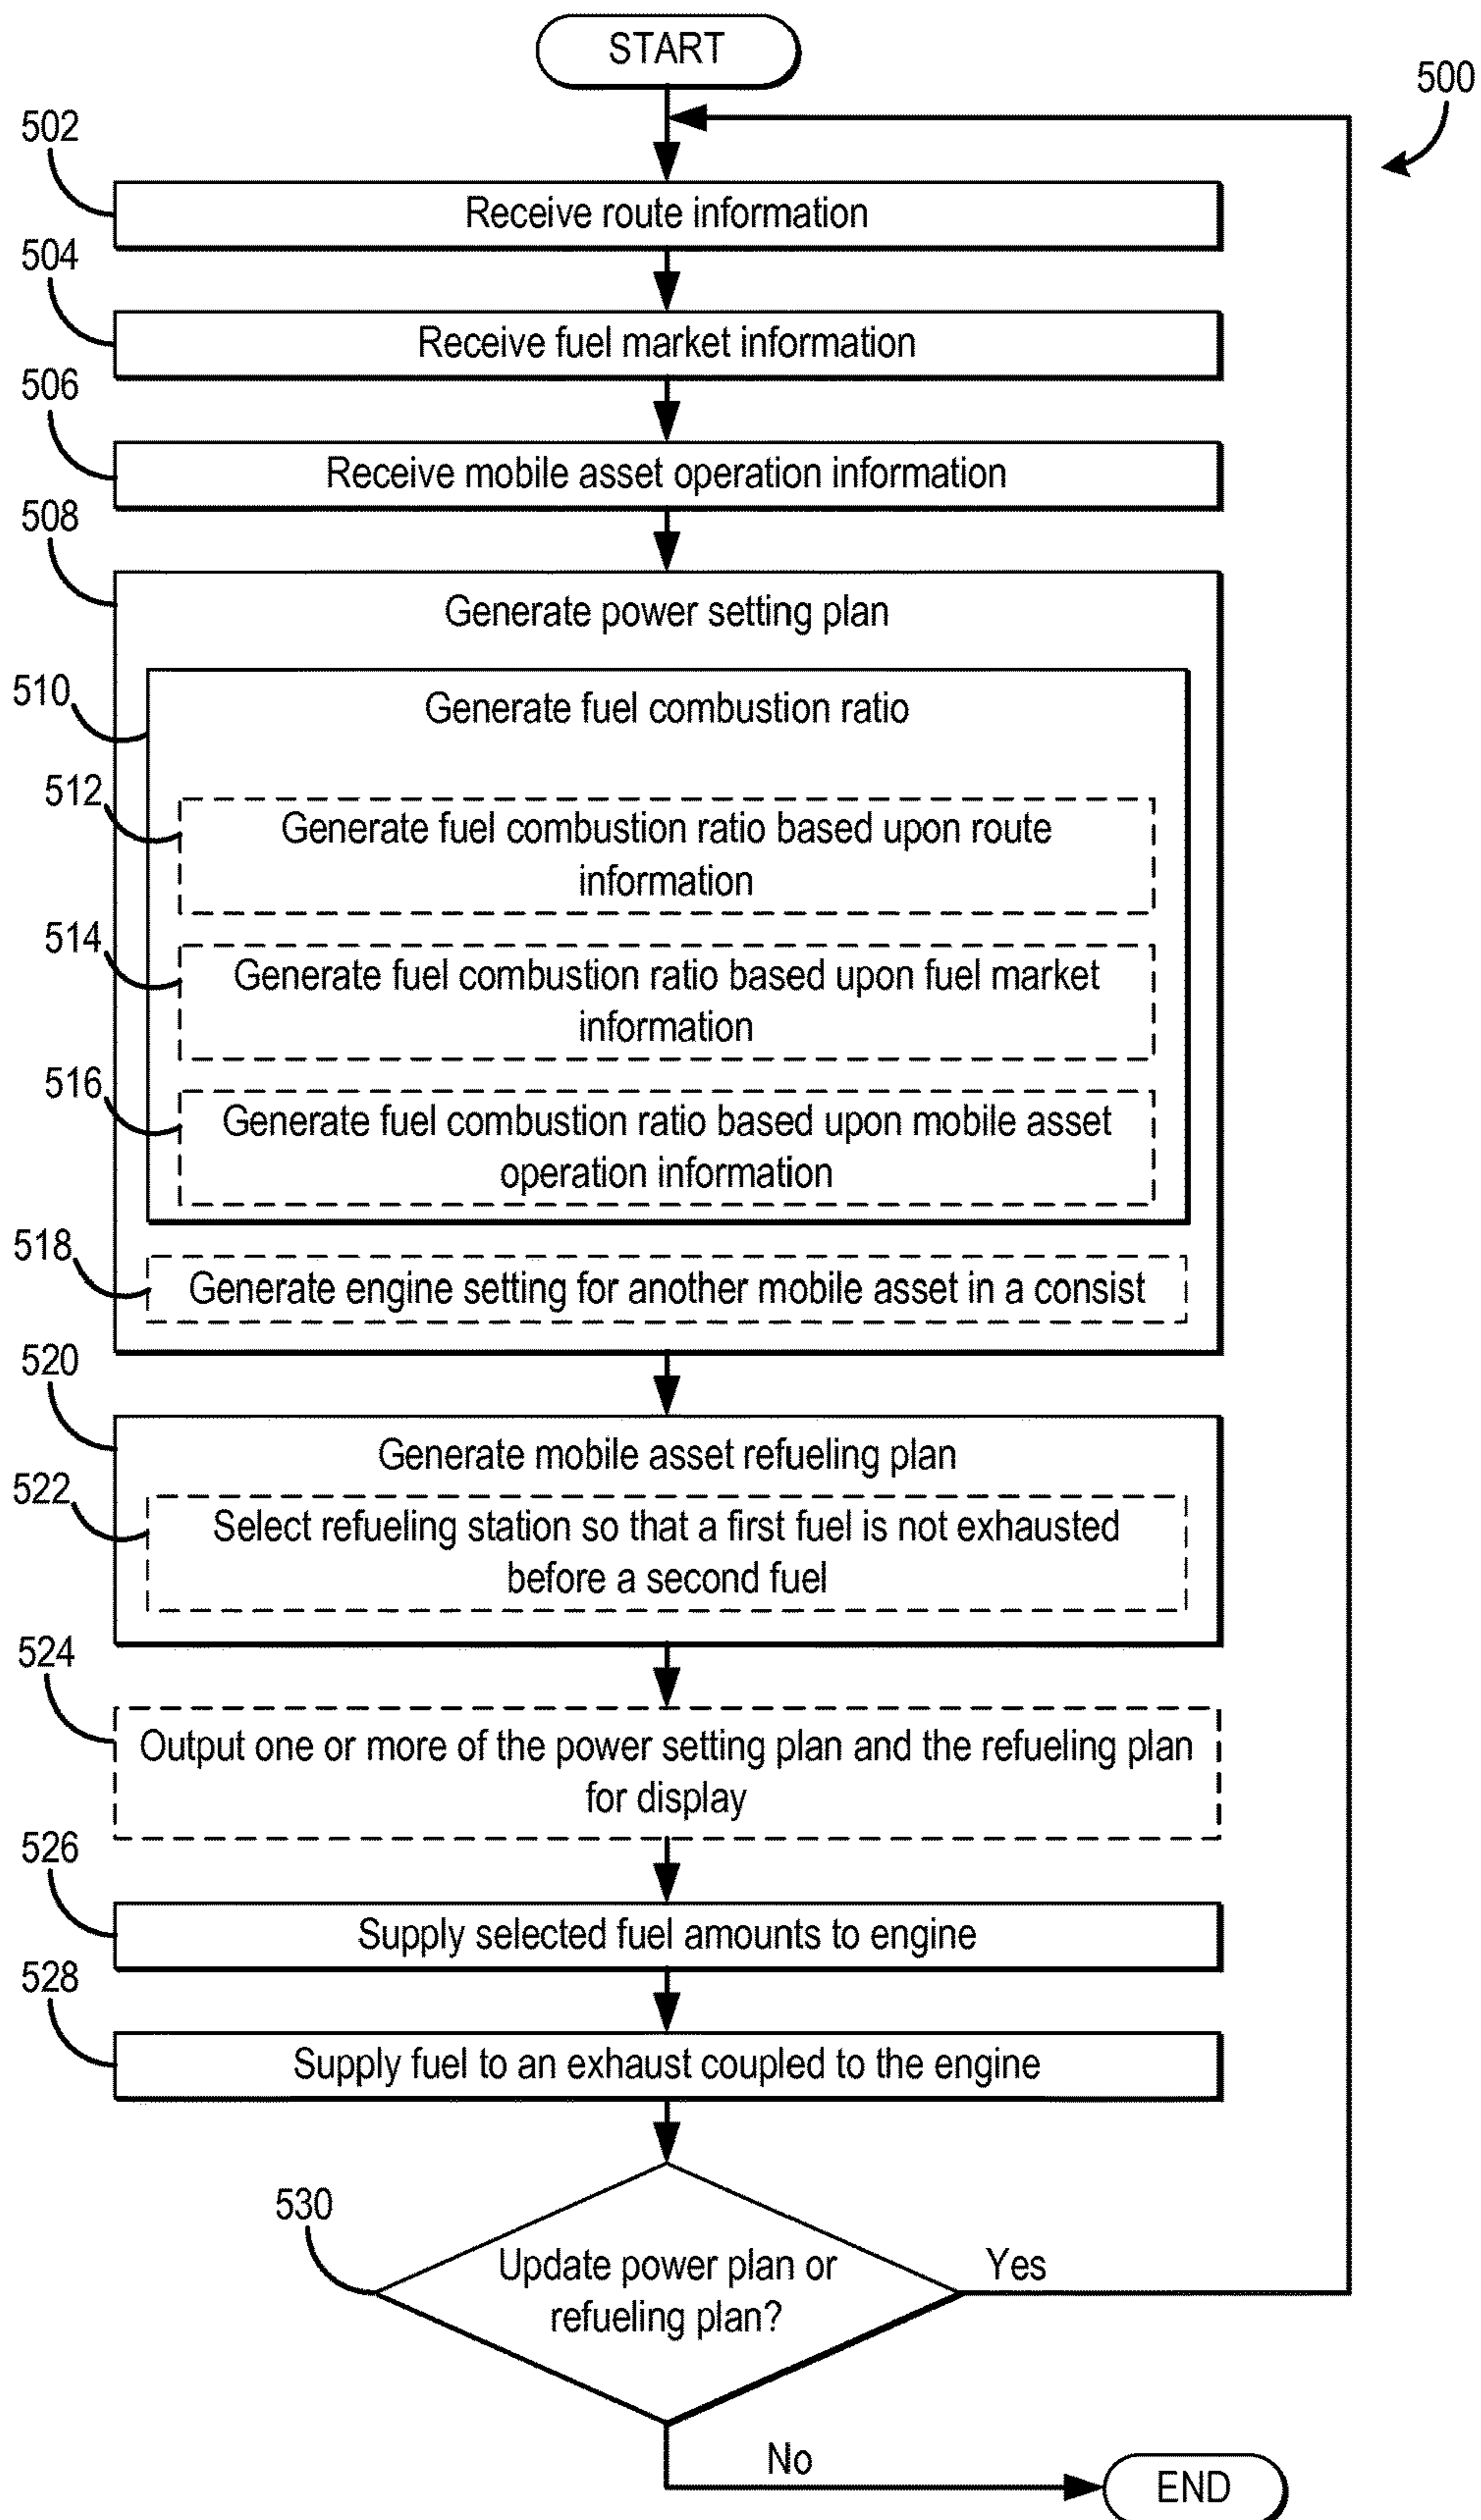 START
500
502
Receive route information
504
Receive fuel market information
506
Receive mobile asset operation information
508
Generate power setting plan
510
Generate fuel combustion ratio
512
Generate fuel combustion ratio based upon route
information
514
Generate fuel combustion ratio based upon fuel market
information
516
Generate fuel combustion ratio based upon mobile asset
operation information
518
Generate engine setting for another mobile asset in a consist
520
Generate mobile asset refueling plan
522
Select refueling station so that a first fuel is not exhausted
before a second fuel
524
Output one or more of the power setting plan and the refueling plan
for display
526
Supply selected fuel amounts to engine
528
Supply fuel to an exhaust coupled to the engine
530
Update power plan or
refueling plan?
Yes
No
END